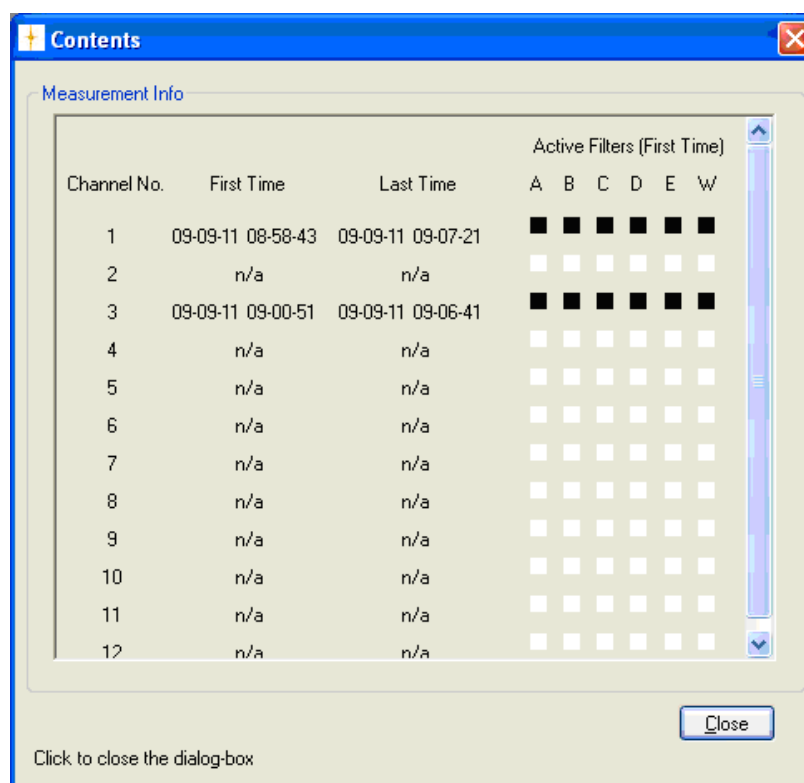 Contents
Measurement Info
Active Filters (First Time)
Channel No. First Time Last Time A B C D E W
1 09-09-11 08-58-43 09-09-11 09-07-21
2 n/a n/a
3 09-09-11 09-00-51 09-09-11 09-06-41
4 n/a n/a
5 n/a n/a
6 n/a n/a
7 n/a n/a
8 n/a n/a
9 n/a n/a
10 n/a n/a
11 n/a n/a
12 n/a n/a
Close
Click to close the dialog-box